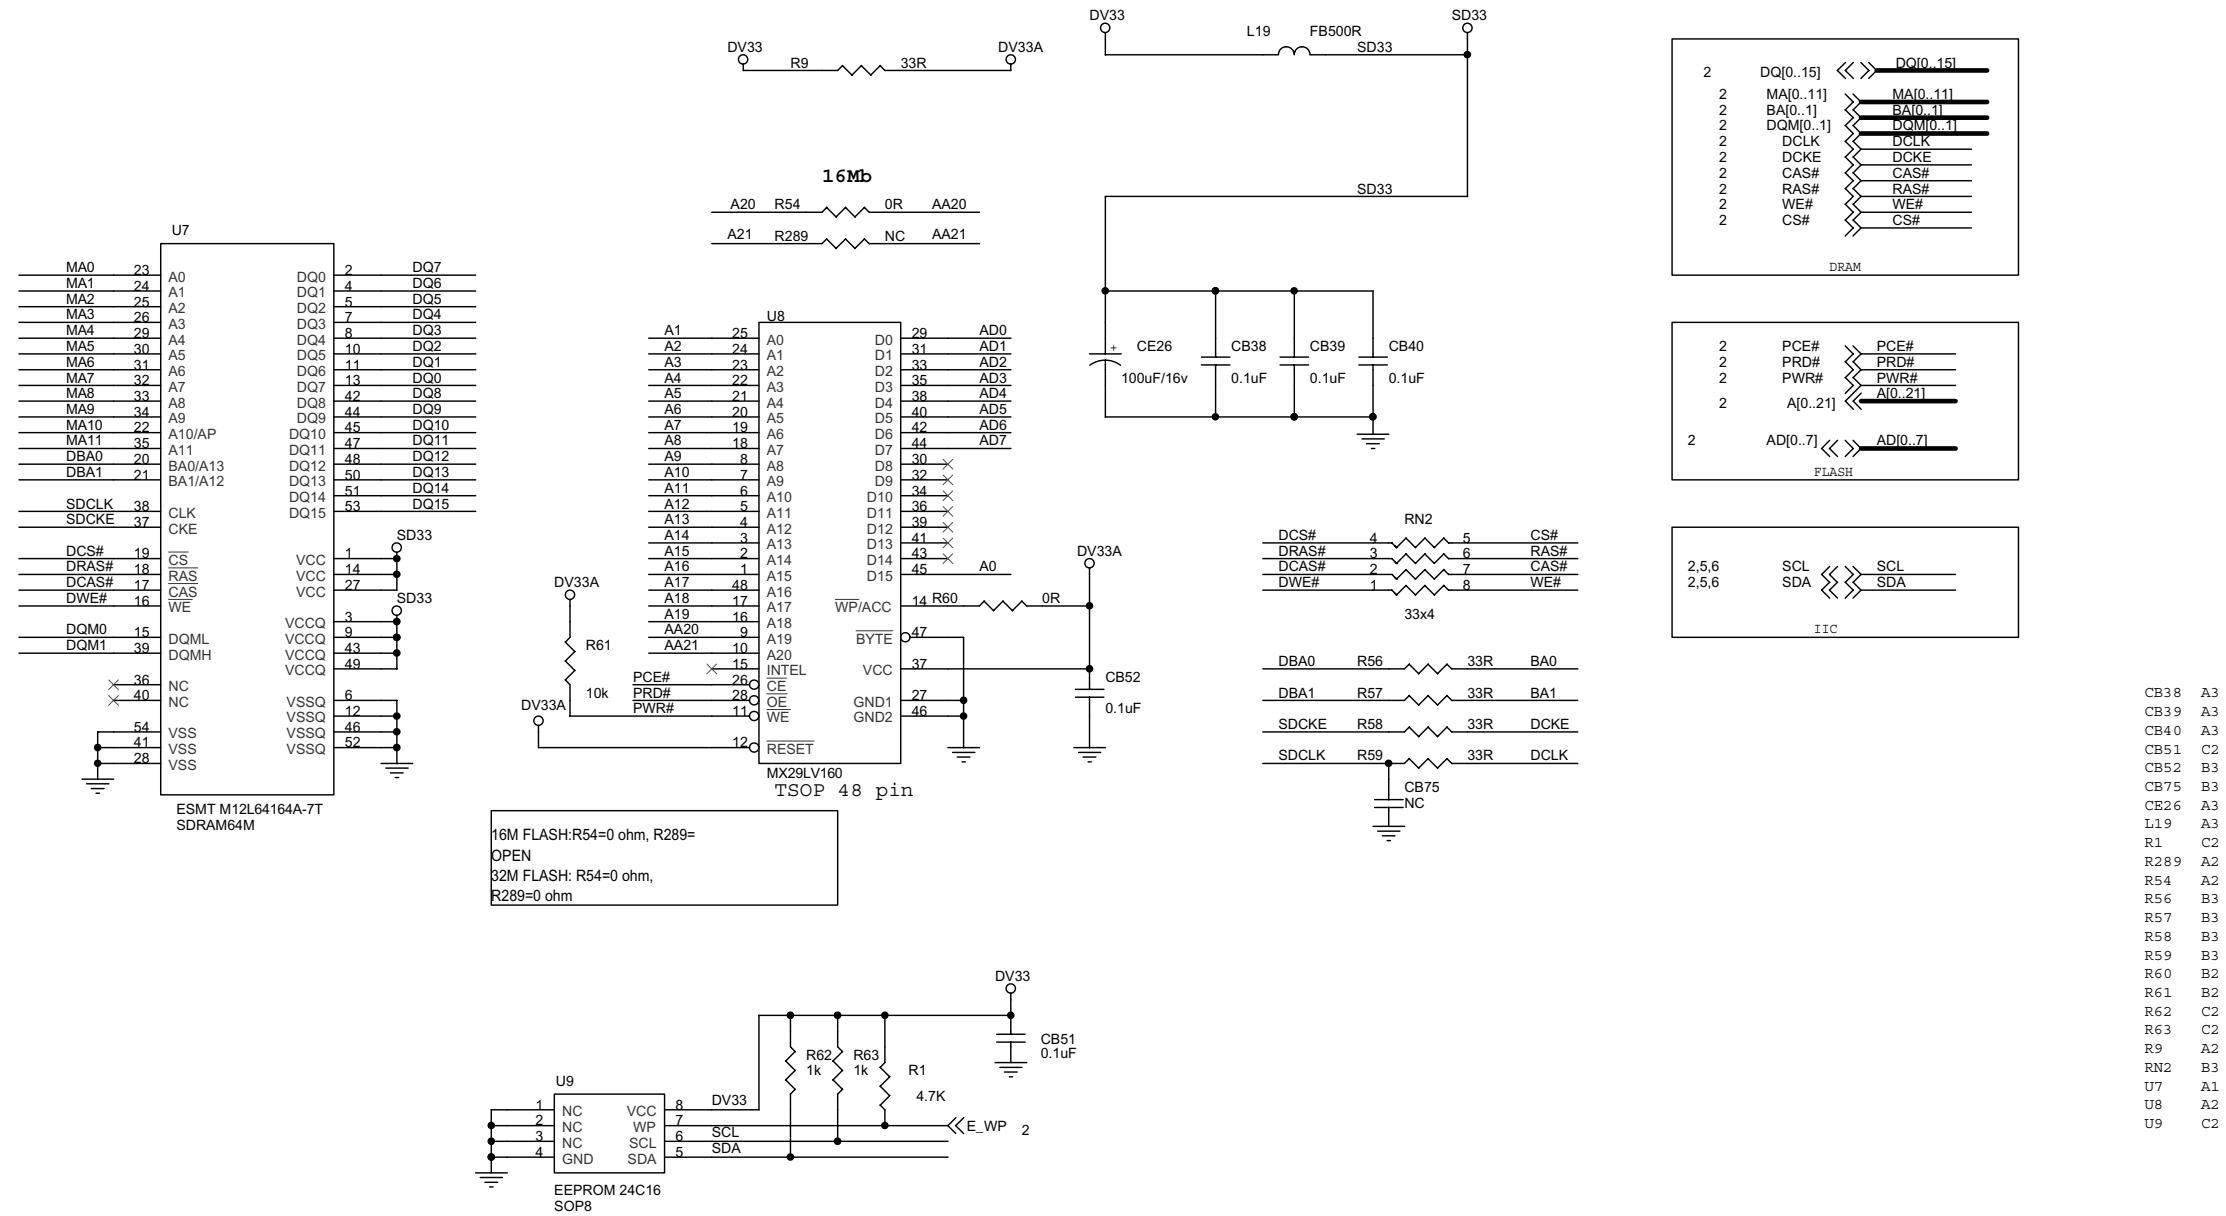 DV33
R9
33R
DV33A
DV33
L19
FB500R
SD33
SD33
SD33
16Mb
A20 R54 0R AA20
A21 R289 NC AA21
U7
MA0 23 A0 DQ0 2 DQ7
MA1 24 A1 DQ1 4 DQ6
MA2 25 A2 DQ2 5 DQ5
MA3 26 A3 DQ3 7 DQ4
MA4 29 A4 DQ4 8 DQ3
MA5 30 A5 DQ5 10 DQ2
MA6 31 A6 DQ6 11 DQ1
MA7 32 A7 DQ7 13 DQ0
MA8 33 A8 DQ8 42 DQ8
MA9 34 A9 DQ9 44 DQ9
MA10 22 A10/AP DQ10 45 DQ10
MA11 35 A11 DQ11 47 DQ11
DBA0 20 BA0/A13 DQ12 48 DQ12
DBA1 21 BA1/A12 DQ13 50 DQ13
DQ14 51 DQ14
SDCLK 38 CLK DQ15 53 DQ15
SDCKE 37 CKE
SD33
DCS# 19 CS VCC 1
DRAS# 18 RAS VCC 14
DCAS# 17 CAS VCC 27
DWE# 16 WE
SD33
VCCQ 3
DQM0 15 DQML VCCQ 9
DQM1 39 DQMH VCCQ 43
VCCQ 49
36 NC
40 NC VSSQ 6
VSSQ 12
54 VSS VSSQ 46
41 VSS VSSQ 52
28 VSS
ESMT M12L64164A-7T
SDRAM64M
U8
A1 25 A0 D0 29 AD0
A2 24 A1 D1 31 AD1
A3 23 A2 D2 33 AD2
A4 22 A3 D3 35 AD3
A5 21 A4 D4 38 AD4
A6 20 A5 D5 40 AD5
A7 19 A6 D6 42 AD6
A8 18 A7 D7 44 AD7
A9 8 A8 D8 30
A10 7 A9 D9 32
A11 6 A10 D10 34
A12 5 A11 D11 36
A13 4 A12 D12 39
A14 3 A13 D13 41
A15 2 A14 D14 43
A16 1 A15 D15 45 A0
A17 48 A16
A18 17 A17 WP/ACC 14 R60 0R
A19 16 A18
AA20 9 A19 BYTE 47
AA21 10 A20
15 INTEL VCC 37
PCE# 26 CE
PRD# 28 OE GND1 27
PWR# 11 WE GND2 46
12 RESET
DV33A
R61
10k
DV33A
DV33A
CB52
0.1uF
MX29LV160
TSOP 48 pin
16M FLASH:R54=0 ohm, R289=
OPEN
32M FLASH: R54=0 ohm,
R289=0 ohm
CE26
100uF/16v
CB38
0.1uF
CB39
0.1uF
CB40
0.1uF
RN2
DCS# 4 5 CS#
DRAS# 3 6 RAS#
DCAS# 2 7 CAS#
DWE# 1 8 WE#
33x4
DBA0 R56 33R BA0
DBA1 R57 33R BA1
SDCKE R58 33R DCKE
SDCLK R59 33R DCLK
CB75
NC
2 DQ[0..15] DQ[0..15]
2 MA[0..11] MA[0..11]
2 BA[0..1] BA[0..1]
2 DQM[0..1] DQM[0..1]
2 DCLK DCLK
2 DCKE DCKE
2 CAS# CAS#
2 RAS# RAS#
2 WE# WE#
2 CS# CS#
DRAM
2 PCE# PCE#
2 PRD# PRD#
2 PWR# PWR#
2 A[0..21] A[0..21]
2 AD[0..7] AD[0..7]
FLASH
2,5,6 SCL SCL
2,5,6 SDA SDA
IIC
DV33
CB51
0.1uF
R62
1k
R63
1k
R1
4.7K
U9
1 NC VCC 8 DV33
2 NC WP 7 E_WP 2
3 NC SCL 6 SCL
4 GND SDA 5 SDA
EEPROM 24C16
SOP8
CB38 A3
CB39 A3
CB40 A3
CB51 C2
CB52 B3
CB75 B3
CE26 A3
L19 A3
R1 C2
R289 A2
R54 A2
R56 B3
R57 B3
R58 B3
R59 B3
R60 B2
R61 B2
R62 C2
R63 C2
R9 A2
RN2 B3
U7 A1
U8 A2
U9 C2